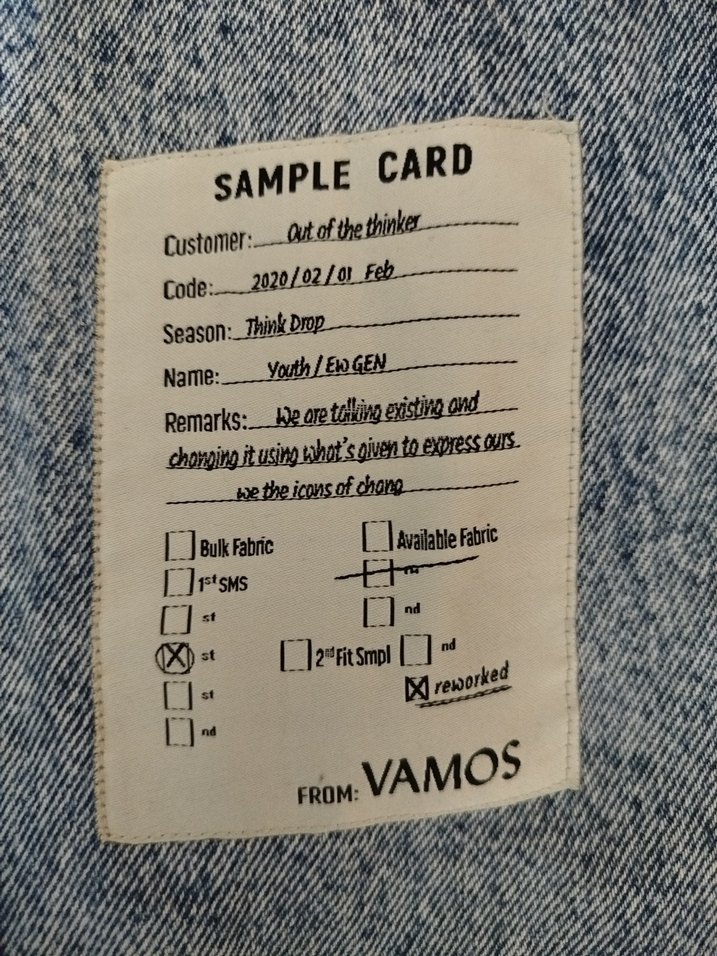 SAMPLE CARD
Customer: Out of the thinker
Code: 2020/02/01 Feb
Season: Think Drop
Name: Youth / Ew GEN
Remarks: We are talking existing and
changing it using what's given to express ours
we the icons of chang
Bulk Fabric Available Fabric
1st SMS
st nd
st 2nd Fit Smpl nd
st reworked
nd
FROM: VAMOS